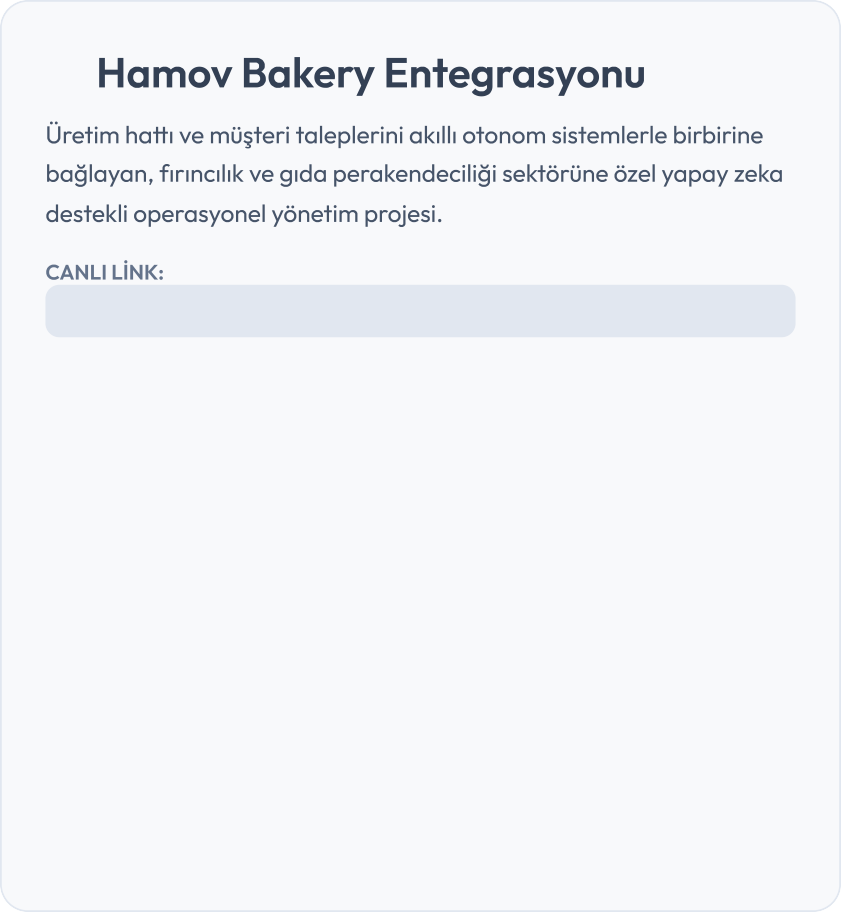 Hamov Bakery Entegrasyonu
Üretim hattı ve müşteri taleplerini akıllı otonom sistemlerle birbirine
bağlayan, fırıncılık ve gıda perakendeciliği sektörüne özel yapay zeka
destekli operasyonel yönetim projesi.
CANLI LİNK: